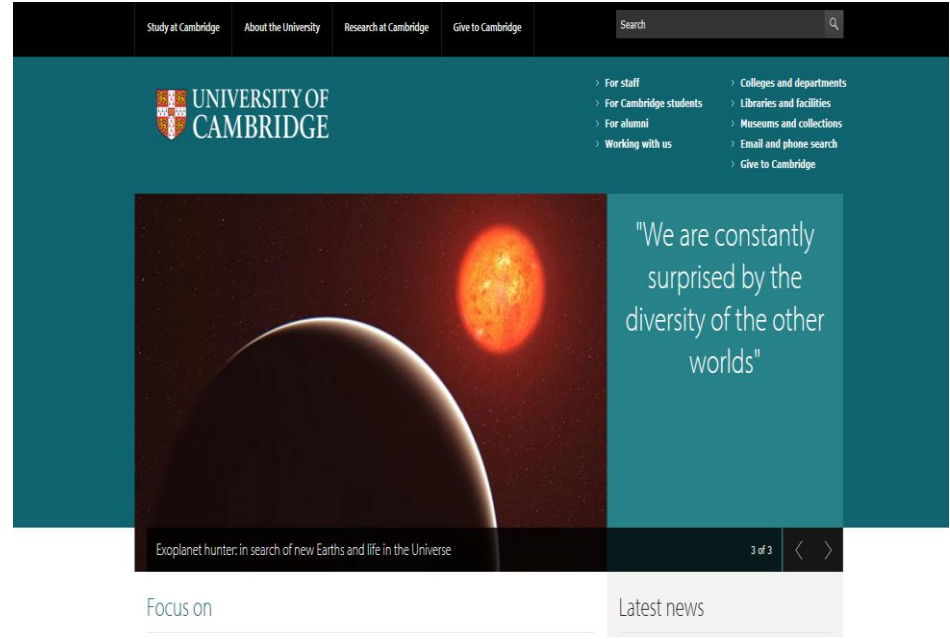 Study at Cambridge
About the University
Research at Cambridge
Give to Cambridge
Search
UNIVERSITY OF
CAMBRIDGE
For staff
For Cambridge students
For alumni
Working with us
Colleges and departments
Libraries and facilities
Museums and collections
Email and phone search
Give to Cambridge
"We are constantly
surprised by the
diversity of the other
worlds"
Exoplanet hunter: in search of new Earths and life in the Universe
3 of 3
Focus on
Latest news